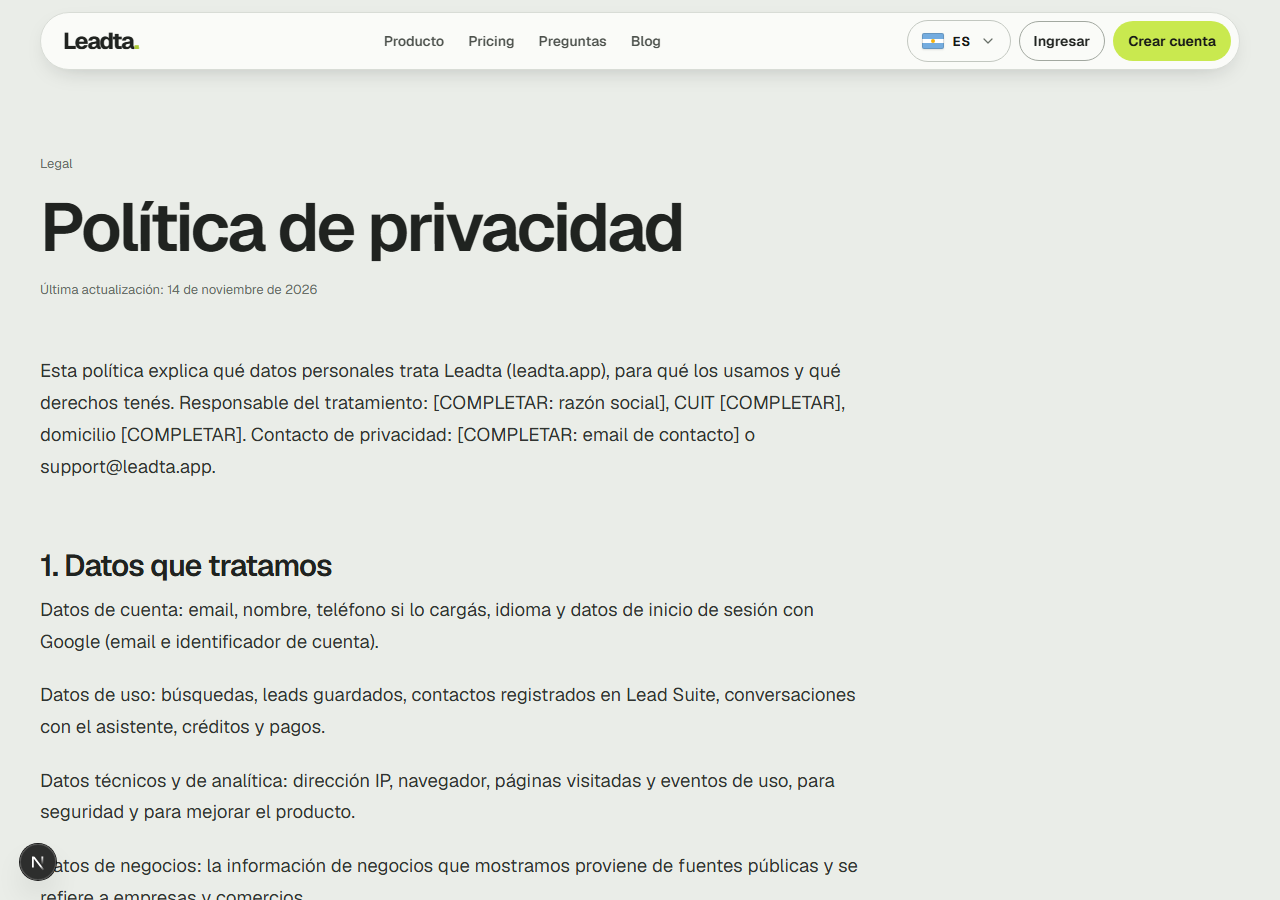 Leadta.
Producto
Pricing
Preguntas
Blog
ES
Ingresar
Crear cuenta
Legal
Política de privacidad
Última actualización: 14 de noviembre de 2026
Esta política explica qué datos personales trata Leadta (leadta.app), para qué los usamos y qué
derechos tenés. Responsable del tratamiento: [COMPLETAR: razón social], CUIT [COMPLETAR],
domicilio [COMPLETAR]. Contacto de privacidad: [COMPLETAR: email de contacto] o
support@leadta.app.
1. Datos que tratamos
Datos de cuenta: email, nombre, teléfono si lo cargás, idioma y datos de inicio de sesión con
Google (email e identificador de cuenta).
Datos de uso: búsquedas, leads guardados, contactos registrados en Lead Suite, conversaciones
con el asistente, créditos y pagos.
Datos técnicos y de analítica: dirección IP, navegador, páginas visitadas y eventos de uso, para
seguridad y para mejorar el producto.
N
atos de negocios: la información de negocios que mostramos proviene de fuentes públicas y se
refiere a empresas y comercios.